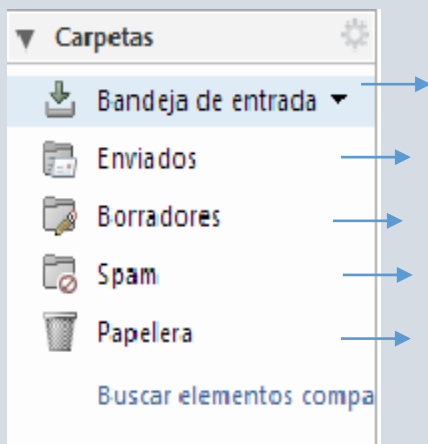 Carpetas
Bandeja de entrada
Enviados
Borradores
Spam
Papelera
Buscar elementos compa